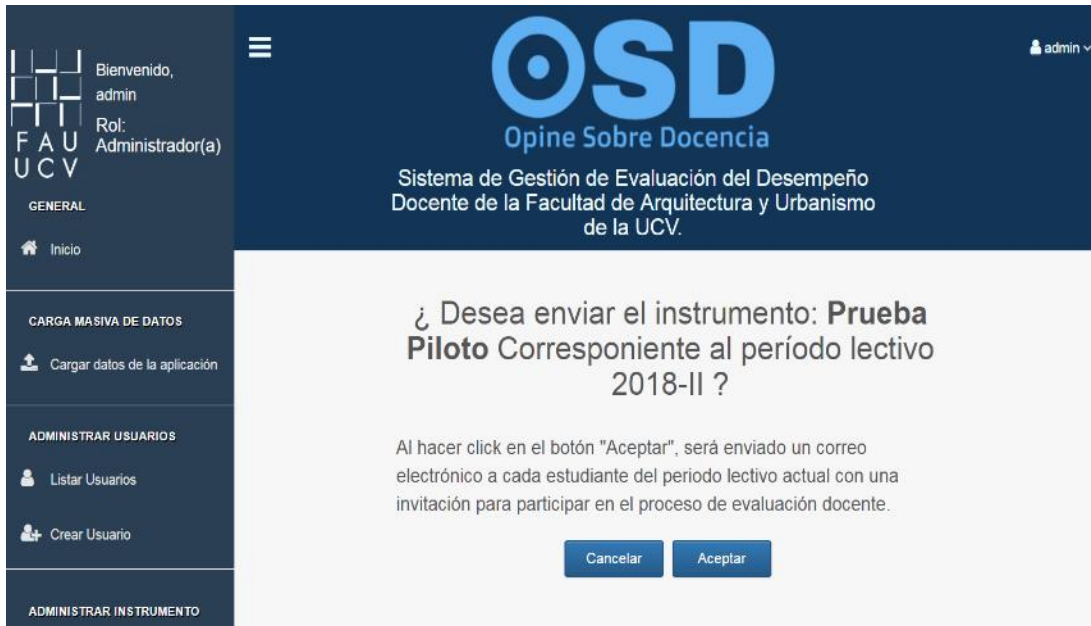 Bienvenido,
admin
Rol:
Administrador(a)
F A U
U C V
GENERAL
Inicio
CARGA MASIVA DE DATOS
Cargar datos de la aplicación
ADMINISTRAR USUARIOS
Listar Usuarios
Crear Usuario
ADMINISTRAR INSTRUMENTO
admin
OSD
Opine Sobre Docencia
Sistema de Gestión de Evaluación del Desempeño
Docente de la Facultad de Arquitectura y Urbanismo
de la UCV.
¿ Desea enviar el instrumento: Prueba
Piloto Corresponiente al período lectivo
2018-II ?
Al hacer click en el botón "Aceptar", será enviado un correo
electrónico a cada estudiante del periodo lectivo actual con una
invitación para participar en el proceso de evaluación docente.
Cancelar
Aceptar